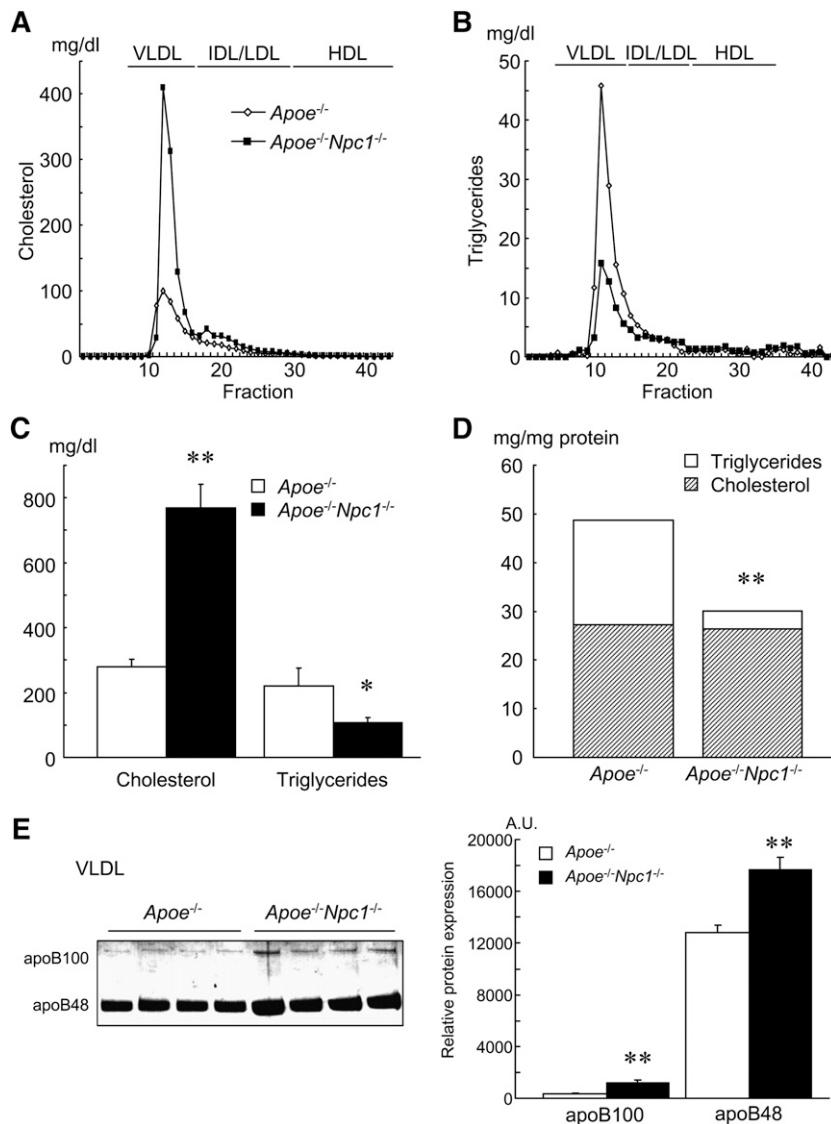 A
mg/dl
VLDL IDL/LDL HDL
400
300
200
100
0
Cholesterol
Apoe-/-
Apoe-/-Npc1-/-
10 20 30 40
Fraction
B
mg/dl
VLDL IDL/LDL HDL
50
40
30
20
10
0
Triglycerides
10 20 30 40
Fraction
C
mg/dl
800
600
400
200
0
**
Apoe-/-
Apoe-/-Npc1-/-
*
Cholesterol Triglycerides
D
mg/mg protein
60
50
40
30
20
10
0
Triglycerides
Cholesterol
**
Apoe-/- Apoe-/-Npc1-/-
E
VLDL
Apoe-/- Apoe-/-Npc1-/-
apoB100
apoB48
A.U.
20000
16000
12000
8000
4000
0
Relative protein expression
Apoe-/-
Apoe-/-Npc1-/-
**
**
apoB100 apoB48